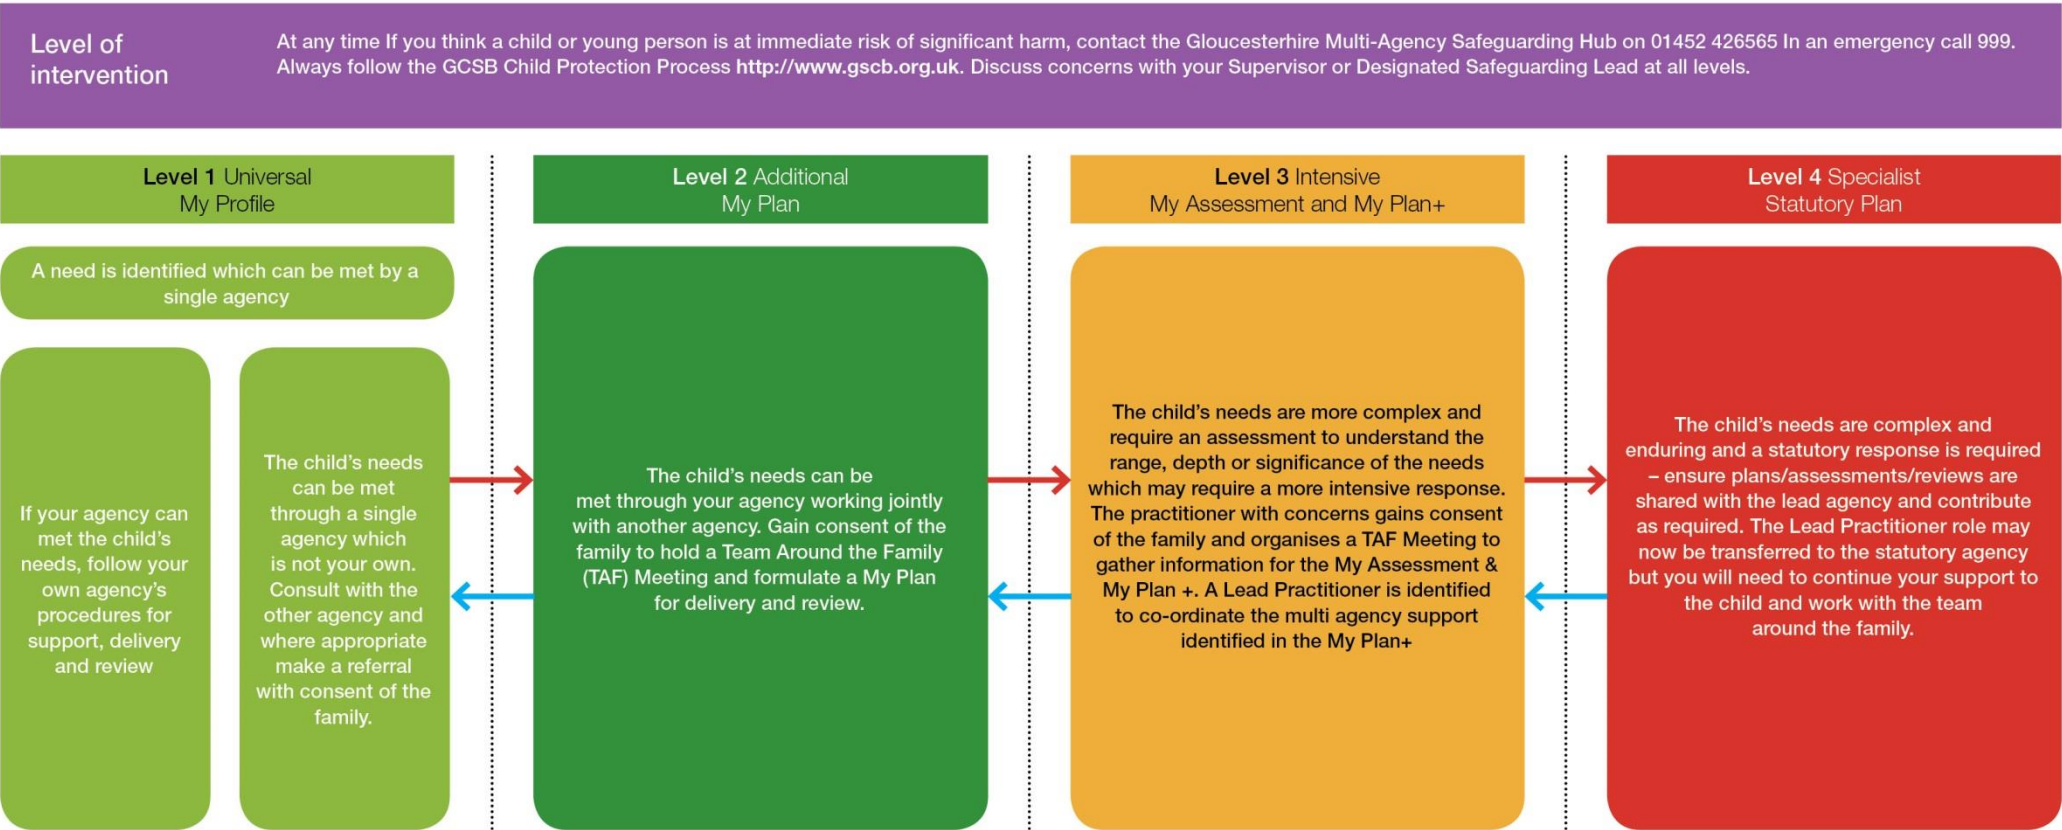 Level of
intervention
At any time If you think a child or young person is at immediate risk of significant harm, contact the Gloucesterhire Multi-Agency Safeguarding Hub on 01452 426565 In an emergency call 999.
Always follow the GCSB Child Protection Process http://www.gscb.org.uk. Discuss concerns with your Supervisor or Designated Safeguarding Lead at all levels.
Level 1 Universal
My Profile
A need is identified which can be met by a
single agency
If your agency can
met the child's
needs, follow your
own agency's
procedures for
support, delivery
and review
The child's needs
can be met
through a single
agency which
is not your own.
Consult with the
other agency and
where appropriate
make a referral
with consent of the
family.
Level 2 Additional
My Plan
The child's needs can be
met through your agency working jointly
with another agency. Gain consent of the
family to hold a Team Around the Family
(TAF) Meeting and formulate a My Plan
for delivery and review.
Level 3 Intensive
My Assessment and My Plan+
The child's needs are more complex and
require an assessment to understand the
range, depth or significance of the needs
which may require a more intensive response.
The practitioner with concerns gains consent
of the family and organises a TAF Meeting to
gather information for the My Assessment &
My Plan +. A Lead Practitioner is identified
to co-ordinate the multi agency support
identified in the My Plan+
Level 4 Specialist
Statutory Plan
The child's needs are complex and
enduring and a statutory response is required
– ensure plans/assessments/reviews are
shared with the lead agency and contribute
as required. The Lead Practitioner role may
now be transferred to the statutory agency
but you will need to continue your support to
the child and work with the team
around the family.